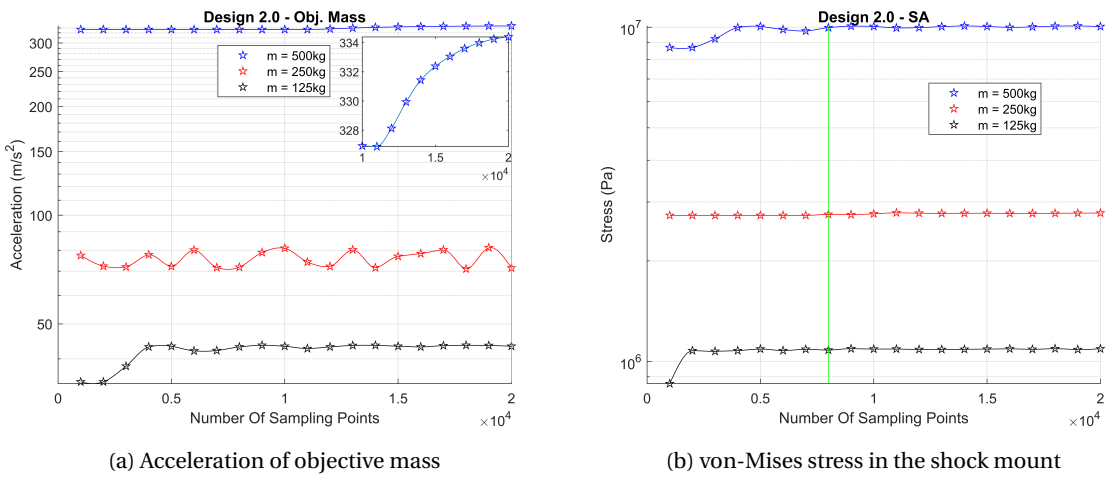 Design 2.0 - Obj. Mass
Acceleration (m/s²)
300
250
200
150
100
50
m = 500kg
m = 250kg
m = 125kg
334
332
330
328
1
1.5
2
×10⁴
0
0.5
1
1.5
2
×10⁴
Number Of Sampling Points
(a) Acceleration of objective mass
Design 2.0 - SA
Stress (Pa)
10⁷
10⁶
m = 500kg
m = 250kg
m = 125kg
0
0.5
1
1.5
2
×10⁴
Number Of Sampling Points
(b) von-Mises stress in the shock mount